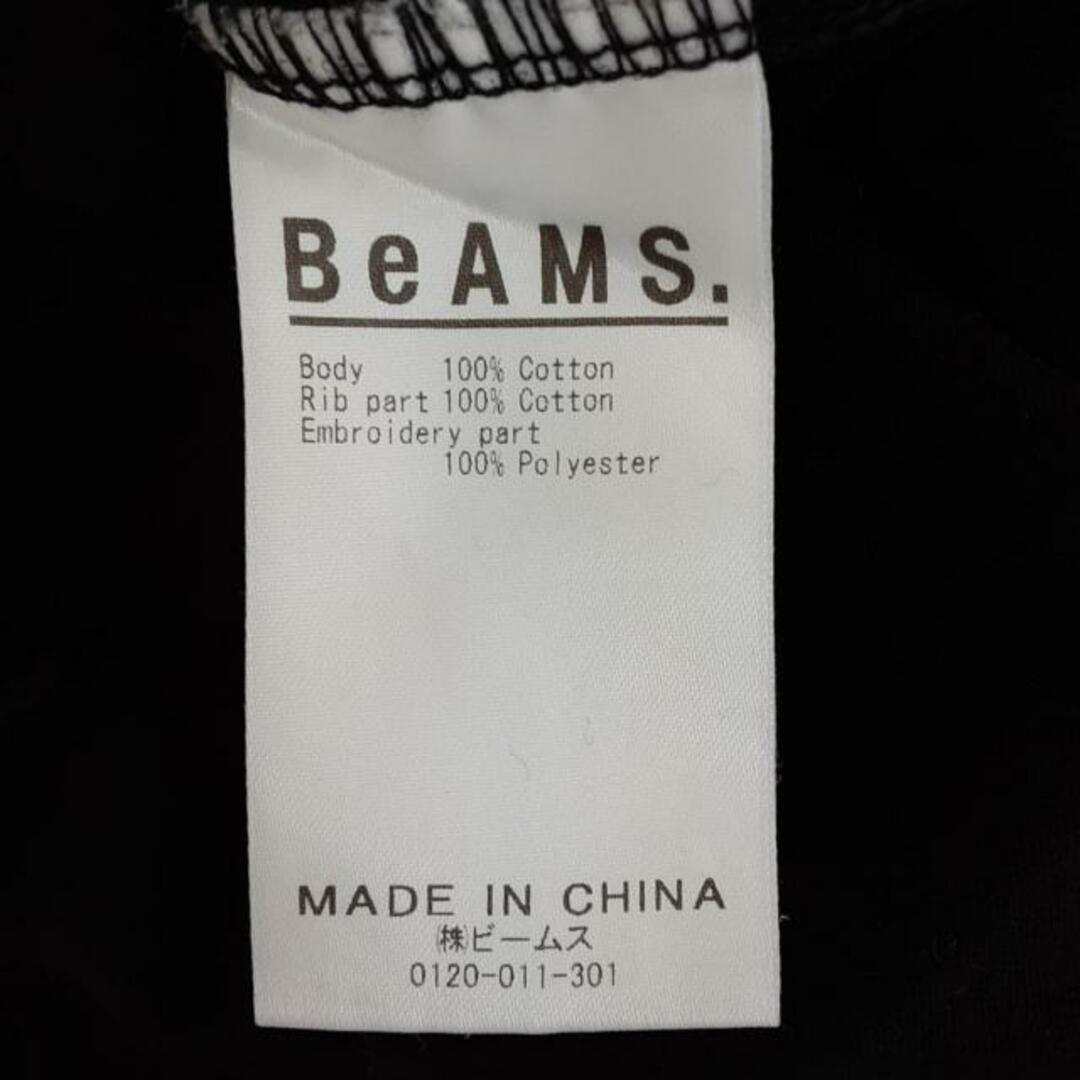 BeAMS.
Body 100% Cotton
Rib part 100% Cotton
Embroidery part
100% Polyester
MADE IN CHINA
㈱ビームス
0120-011-301